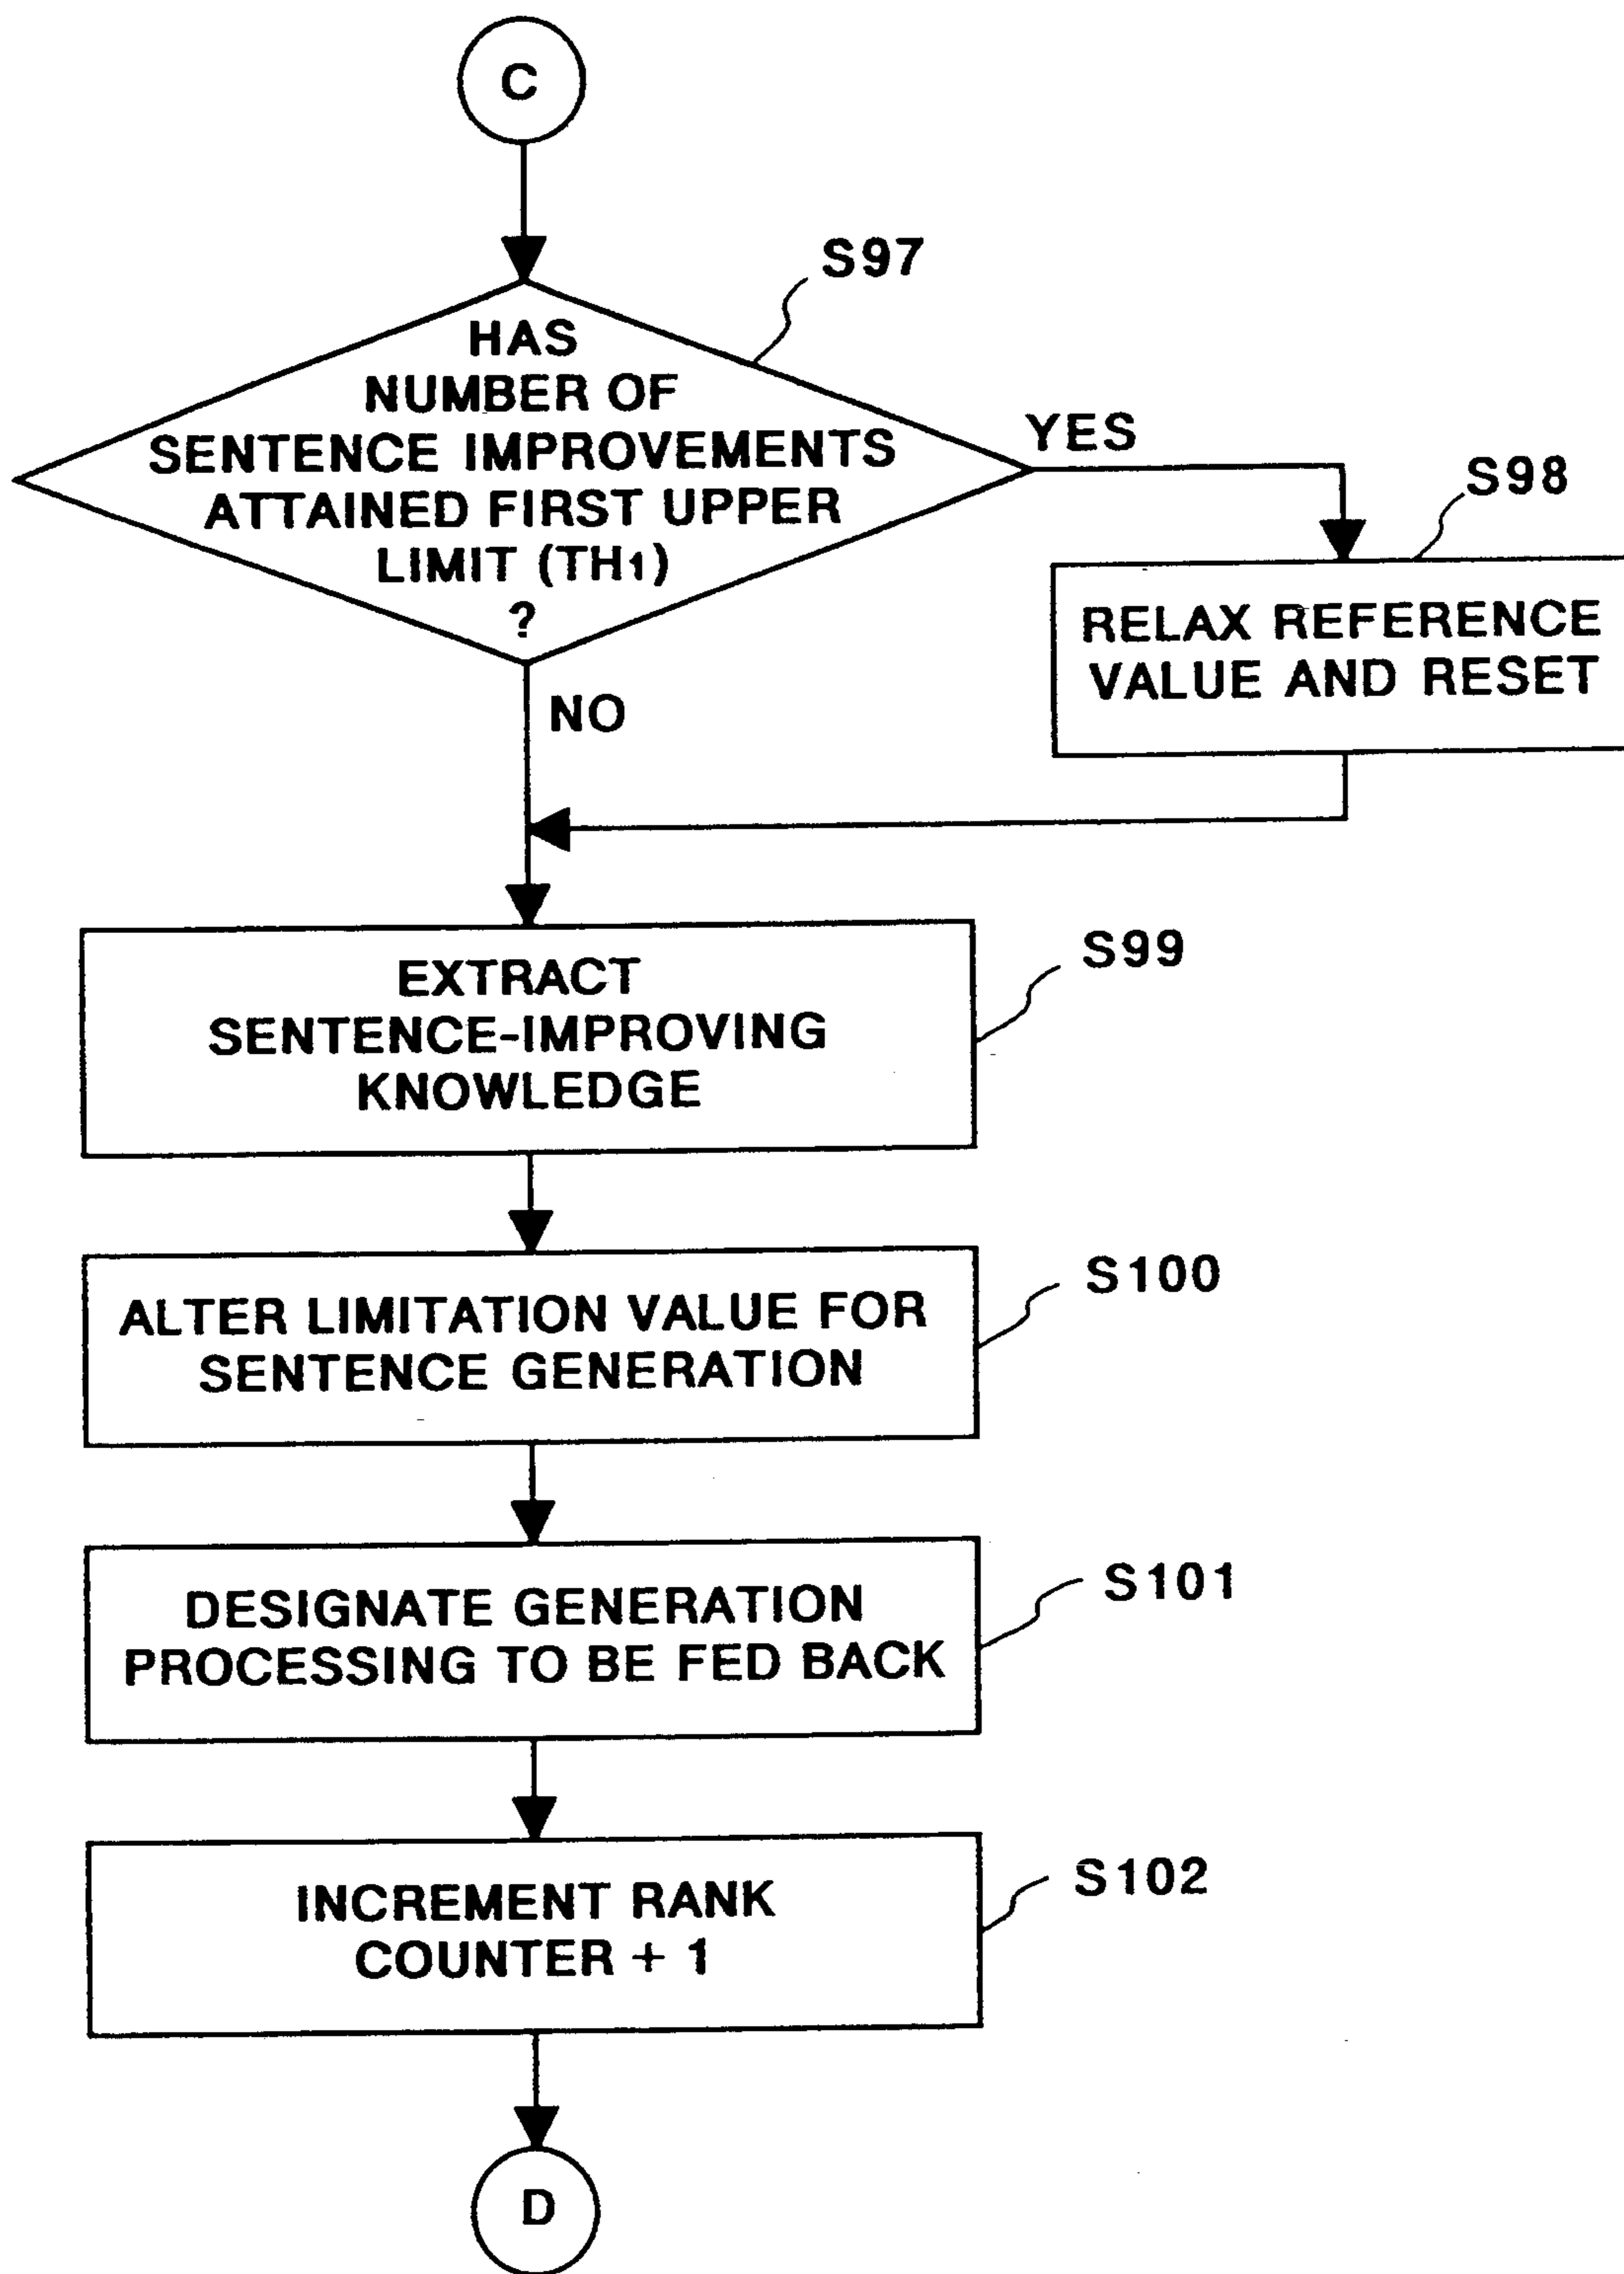 C
S97
HAS
NUMBER OF
SENTENCE IMPROVEMENTS
ATTAINED FIRST UPPER
LIMIT (TH1)
?
YES
S98
RELAX REFERENCE
VALUE AND RESET
NO
S99
EXTRACT
SENTENCE-IMPROVING
KNOWLEDGE
S100
ALTER LIMITATION VALUE FOR
SENTENCE GENERATION
S101
DESIGNATE GENERATION
PROCESSING TO BE FED BACK
S102
INCREMENT RANK
COUNTER + 1
D